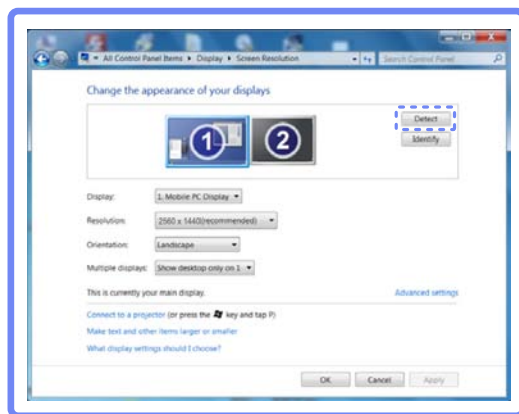 All Control Panel Items ▸ Display ▸ Screen Resolution
Search Control Panel
Change the appearance of your displays
1
2
Detect
Identify
Display: 1. Mobile PC Display
Resolution: 2560 x 1440(recommended)
Orientation: Landscape
Multiple displays: Show desktop only on 1
This is currently your main display.
Advanced settings
Connect to a projector (or press the key and tap P)
Make text and other items larger or smaller
What display settings should I choose?
OK
Cancel
Apply